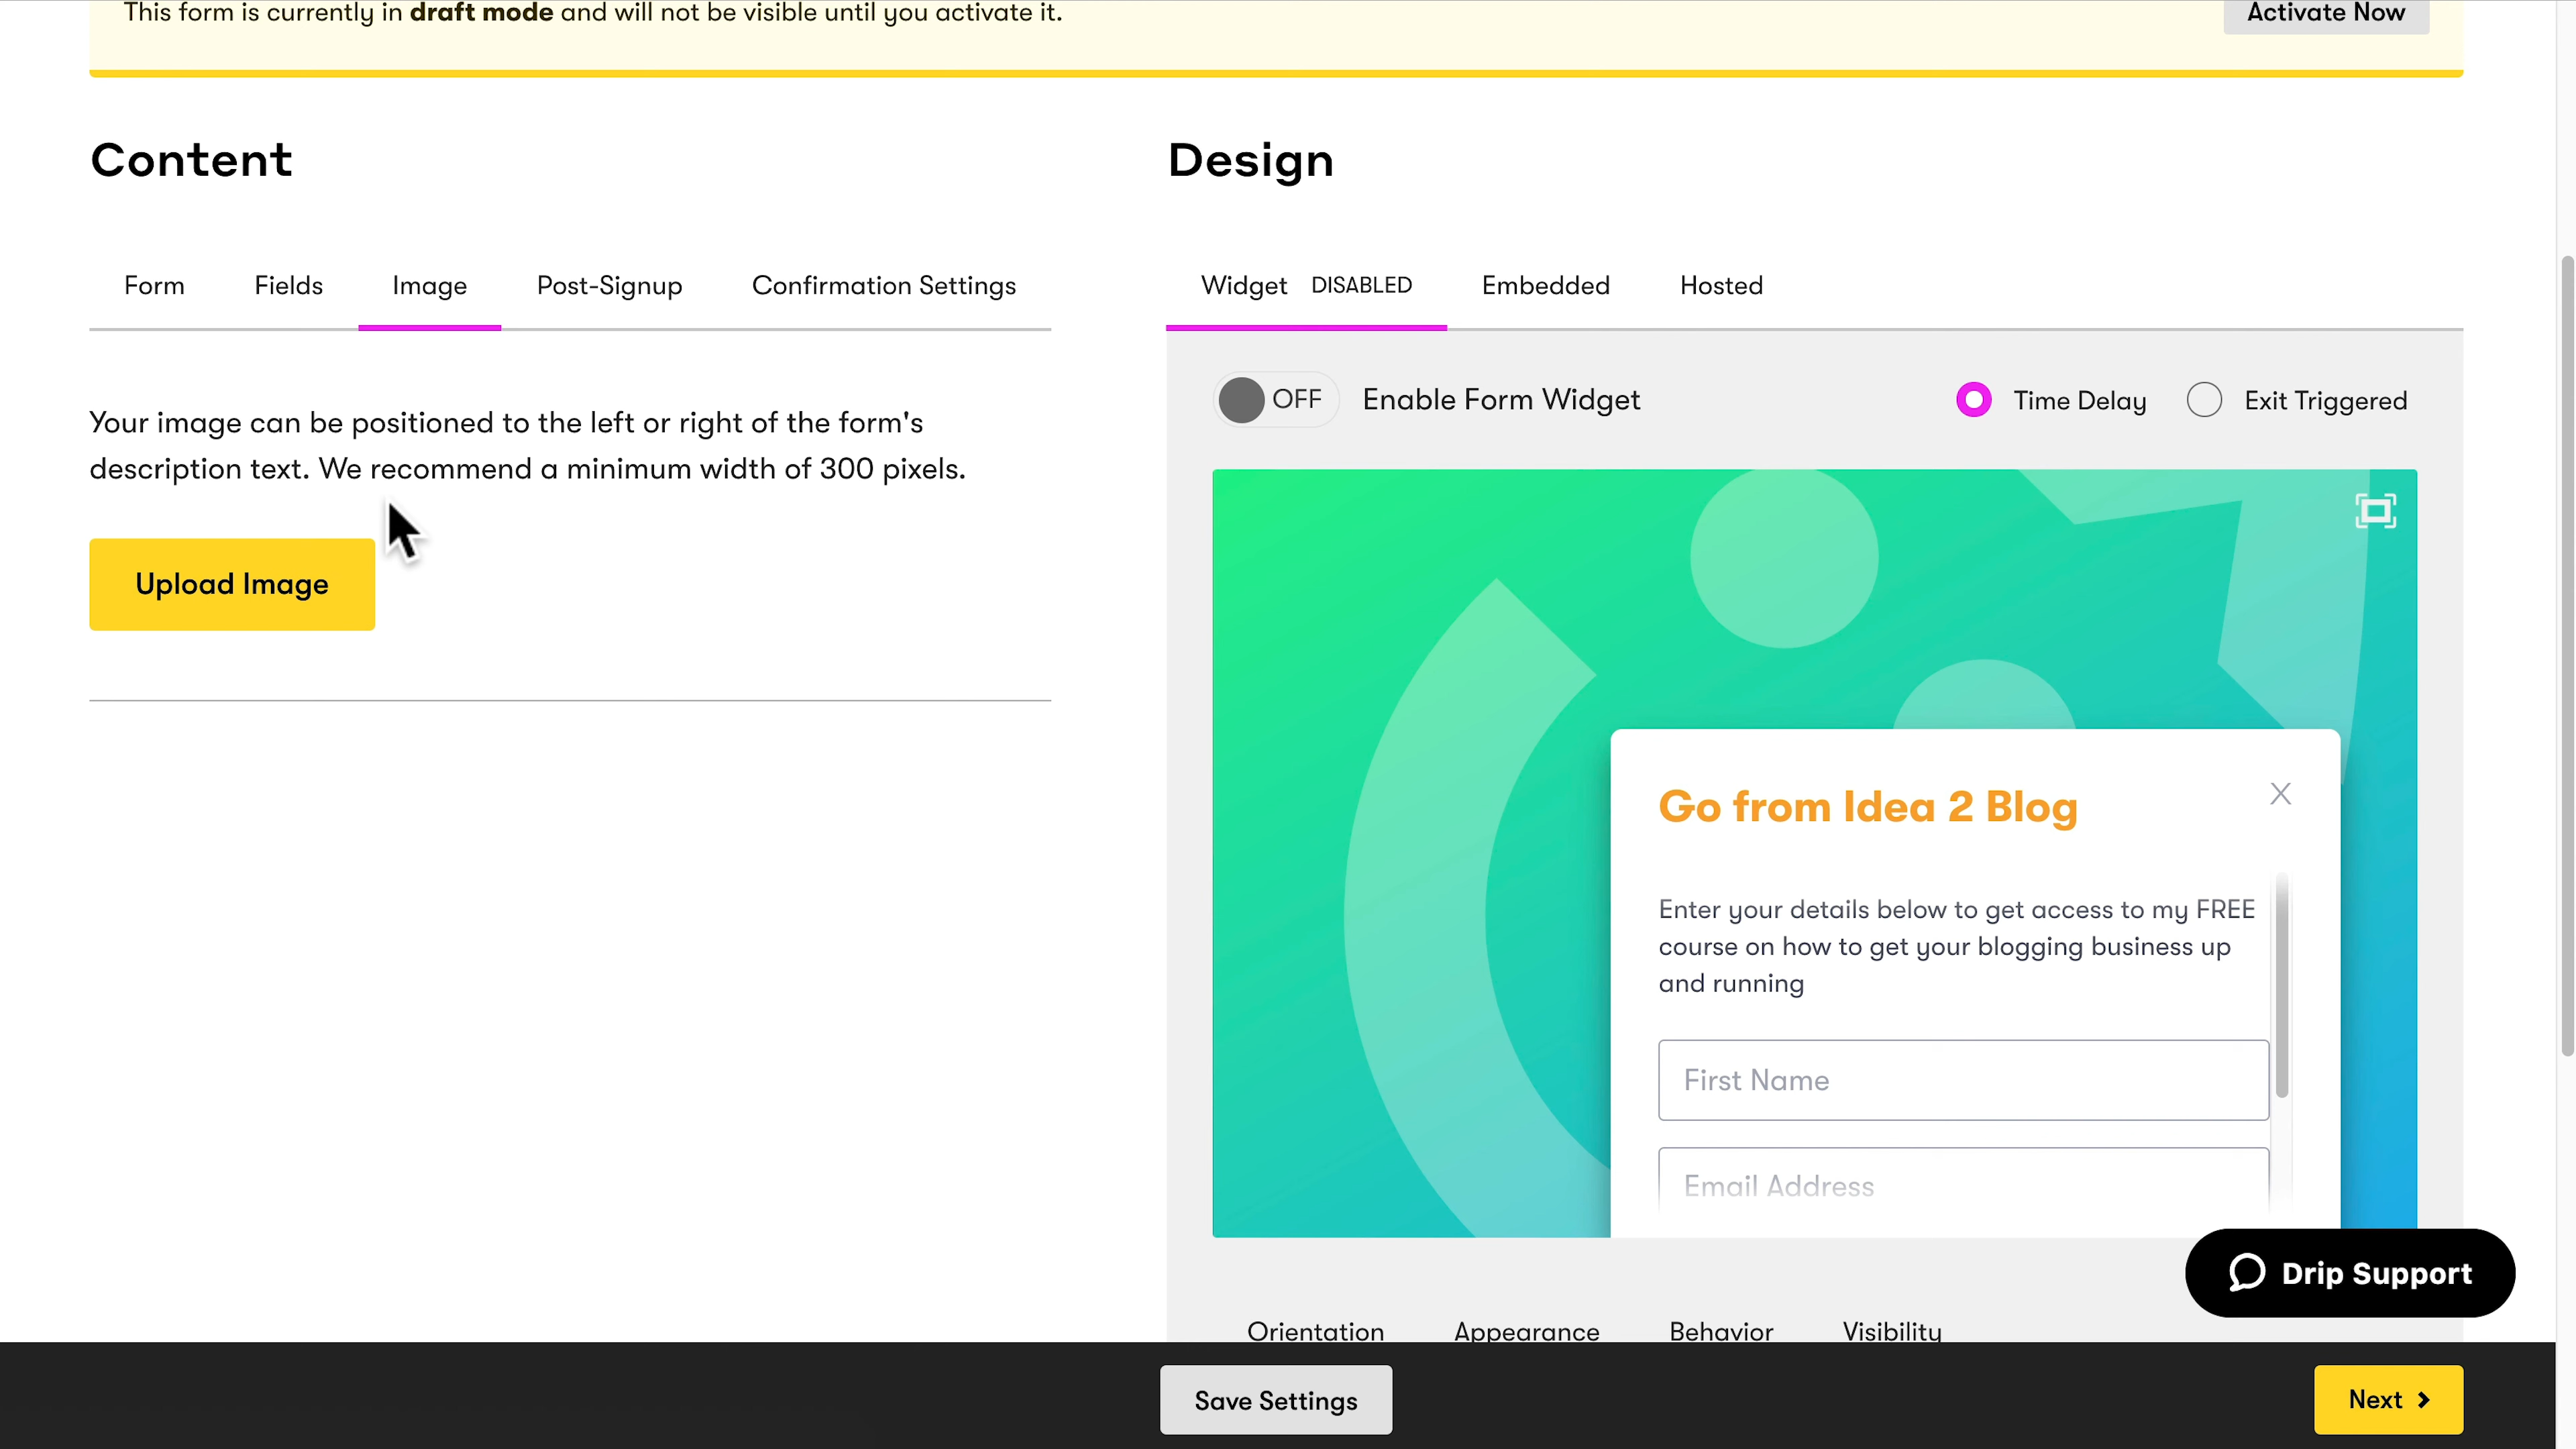 This form is currently in draft mode and will not be visible until you activate it.
Activate Now
Content
Form Fields Image Post-Signup Confirmation Settings
Your image can be positioned to the left or right of the form's
description text. We recommend a minimum width of 300 pixels.
Upload Image
Design
Widget DISABLED Embedded Hosted
OFF Enable Form Widget Time Delay Exit Triggered
Go from Idea 2 Blog
X
Enter your details below to get access to my FREE
course on how to get your blogging business up
and running
First Name
Email Address
Drip Support
Orientation Appearance Behavior Visibility
Save Settings
Next